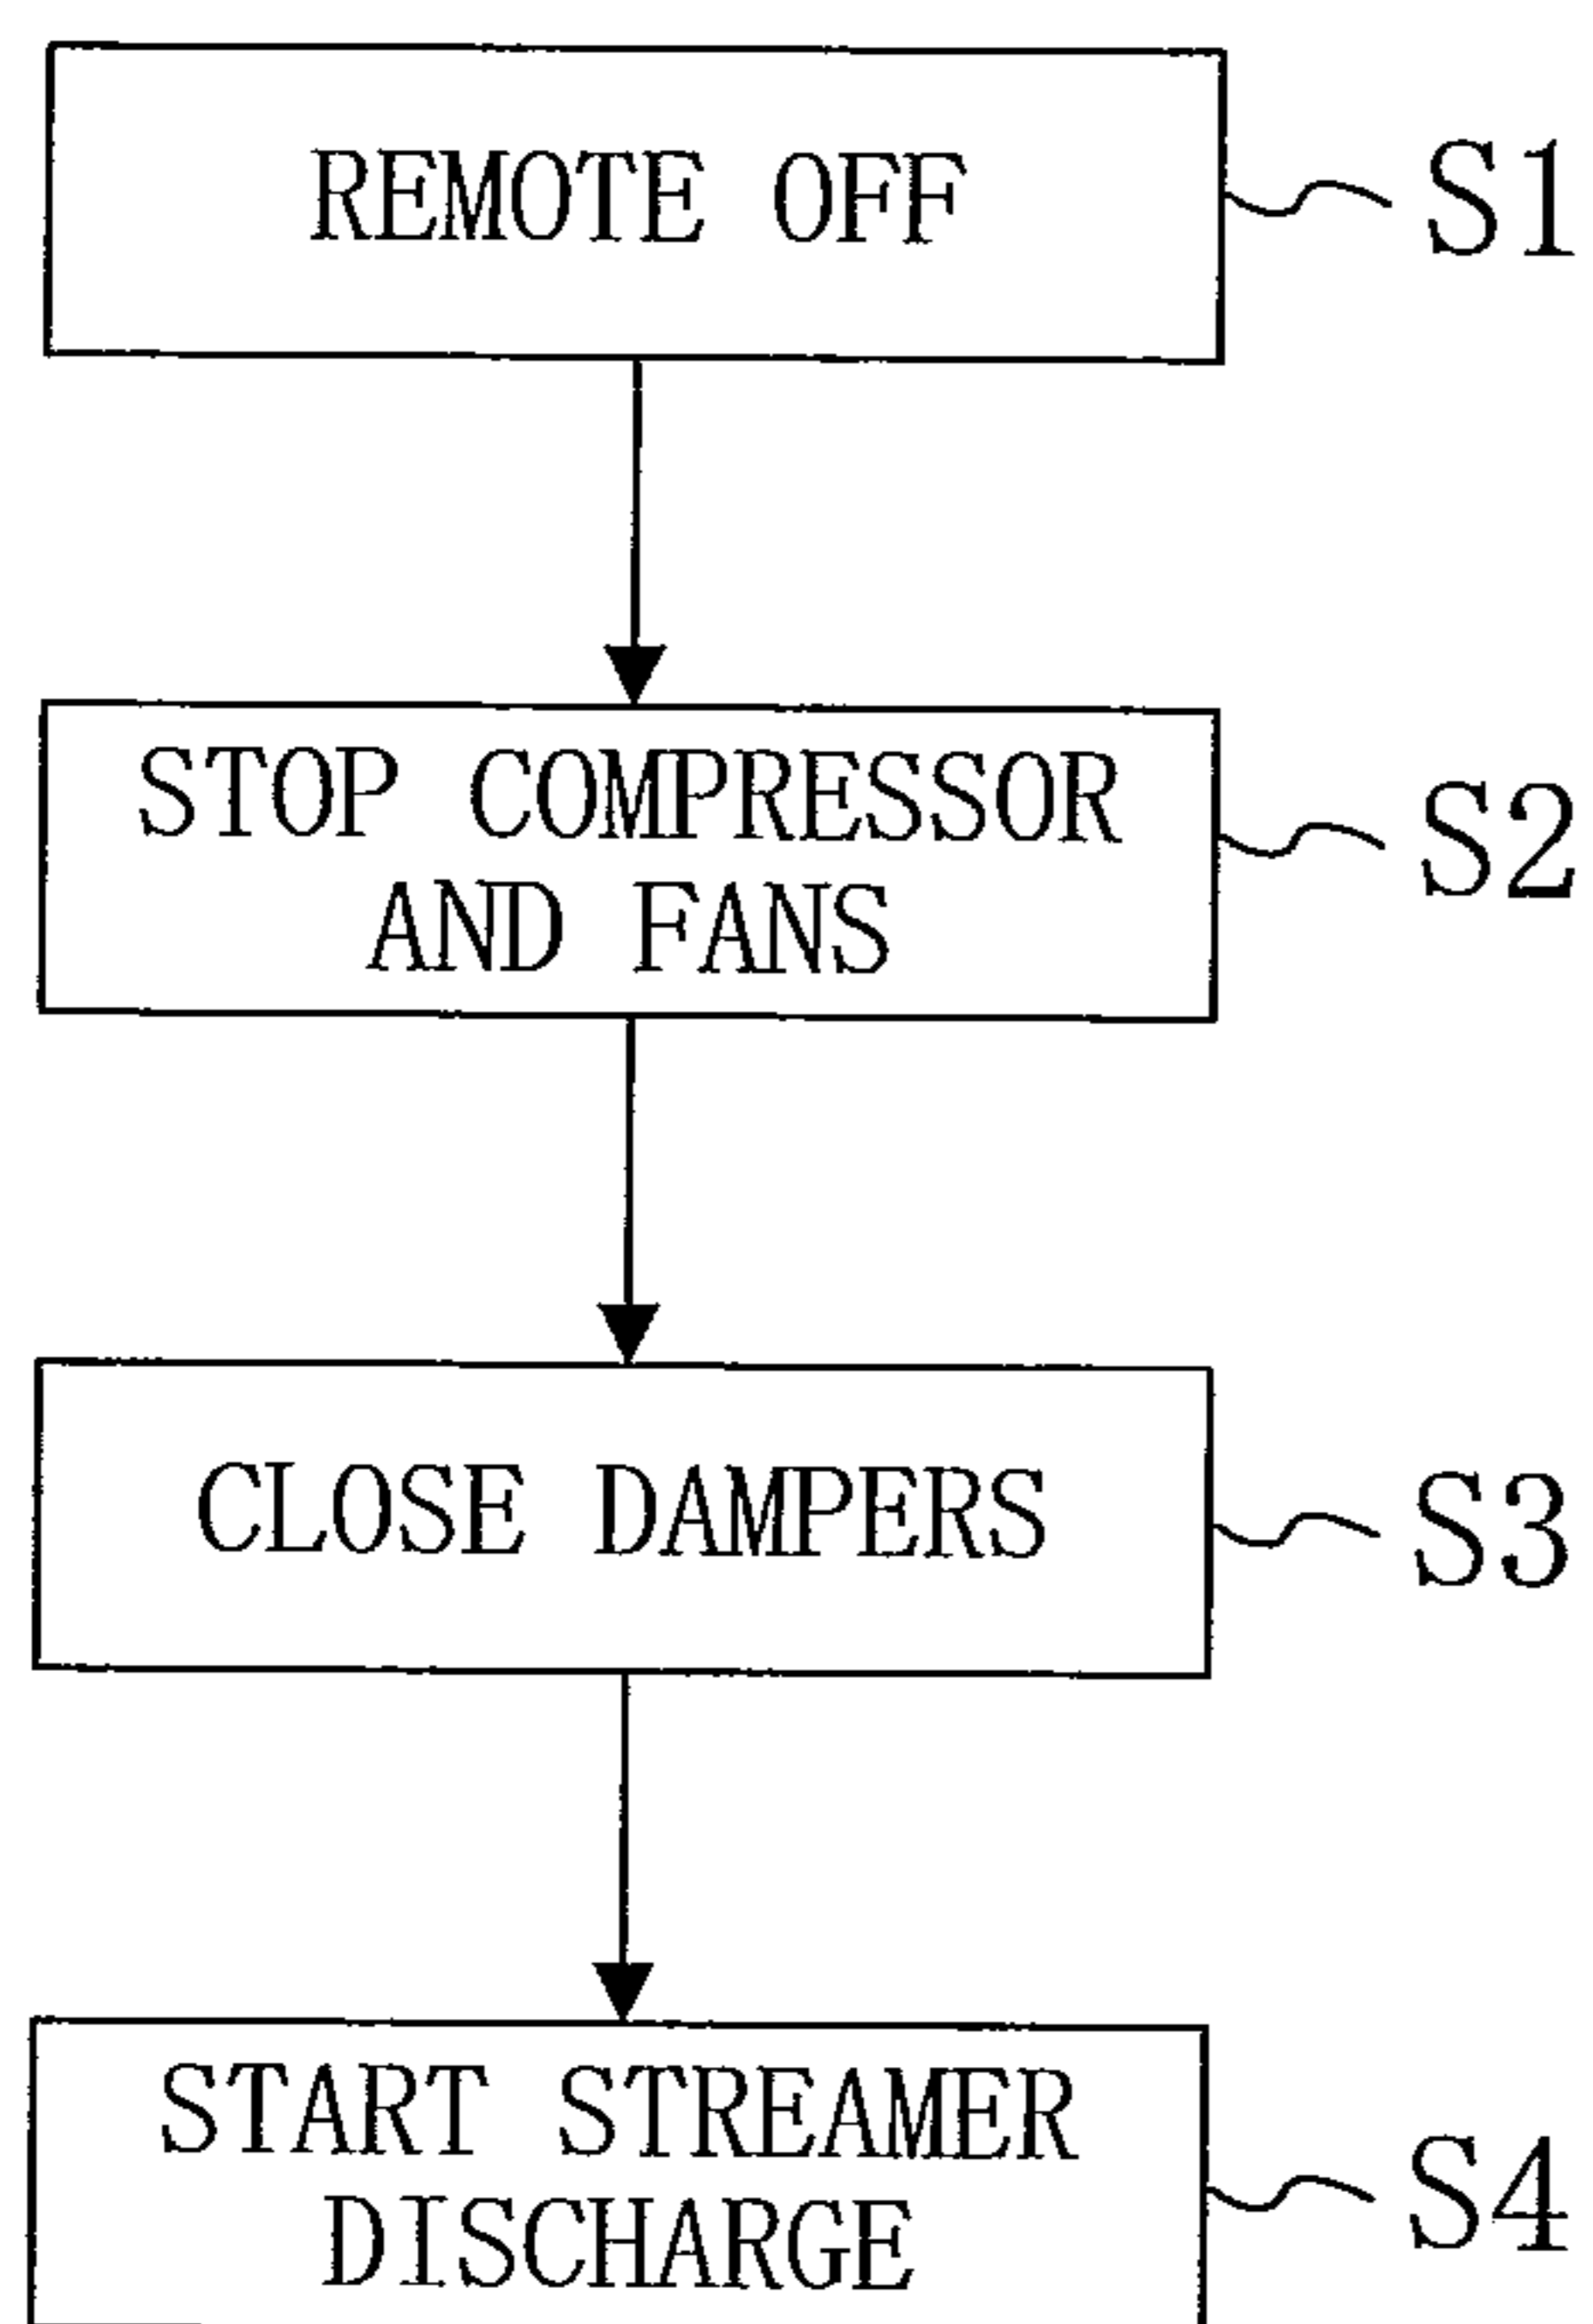 REMOTE OFF
S1
STOP COMPRESSOR
AND FANS
S2
CLOSE DAMPERS
S3
START STREAMER
DISCHARGE
S4